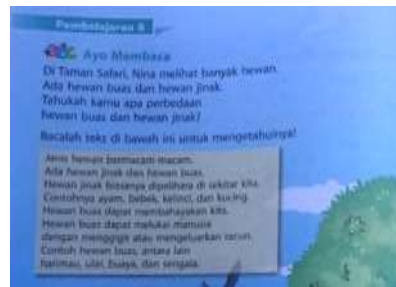 Pembelajaran 5
abc Ayo Membaca
Di Taman Safari, Nina melihat banyak hewan.
Ada hewan buas dan hewan jinak.
Tahukah kamu apa perbedaan
hewan buas dan hewan jinak?
Bacalah teks di bawah ini untuk mengetahuinya!
Jenis hewan bermacam-macam.
Ada hewan jinak dan hewan buas.
Hewan jinak biasanya dipelihara di sekitar kita.
Contohnya ayam, bebek, kelinci, dan kucing.
Hewan buas dapat membahayakan kita.
Hewan buas dapat melukai manusia
dengan menggigit atau mengeluarkan racun.
Contoh hewan buas, antara lain
harimau, ular, buaya, dan serigala.